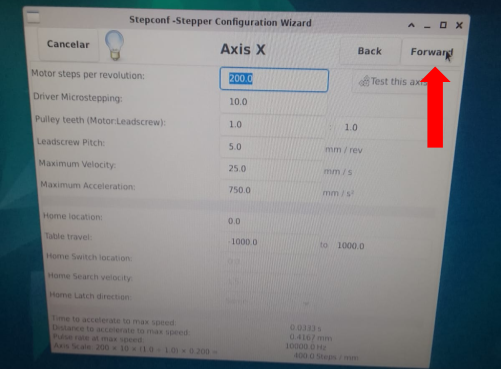 Stepconf -Stepper Configuration Wizard
Cancelar Axis X Back Forward
Motor steps per revolution: 200.0 Test this axis
Driver Microstepping: 10.0
Pulley teeth (Motor:Leadscrew): 1.0 : 1.0
Leadscrew Pitch: 5.0 mm / rev
Maximum Velocity: 25.0 mm / s
Maximum Acceleration: 750.0 mm / s²
Home location: 0.0
Table travel: -1000.0 to 1000.0
Home Switch location:
Home Search velocity:
Home Latch direction:
Time to accelerate to max speed: 0.0333 s
Distance to accelerate to max speed: 0.4167 mm
Pulse rate at max speed: 10000.0 Hz
Axis Scale: 200 × 10 × (1.0 ÷ 1.0) × 0.200 = 400.0 Steps / mm